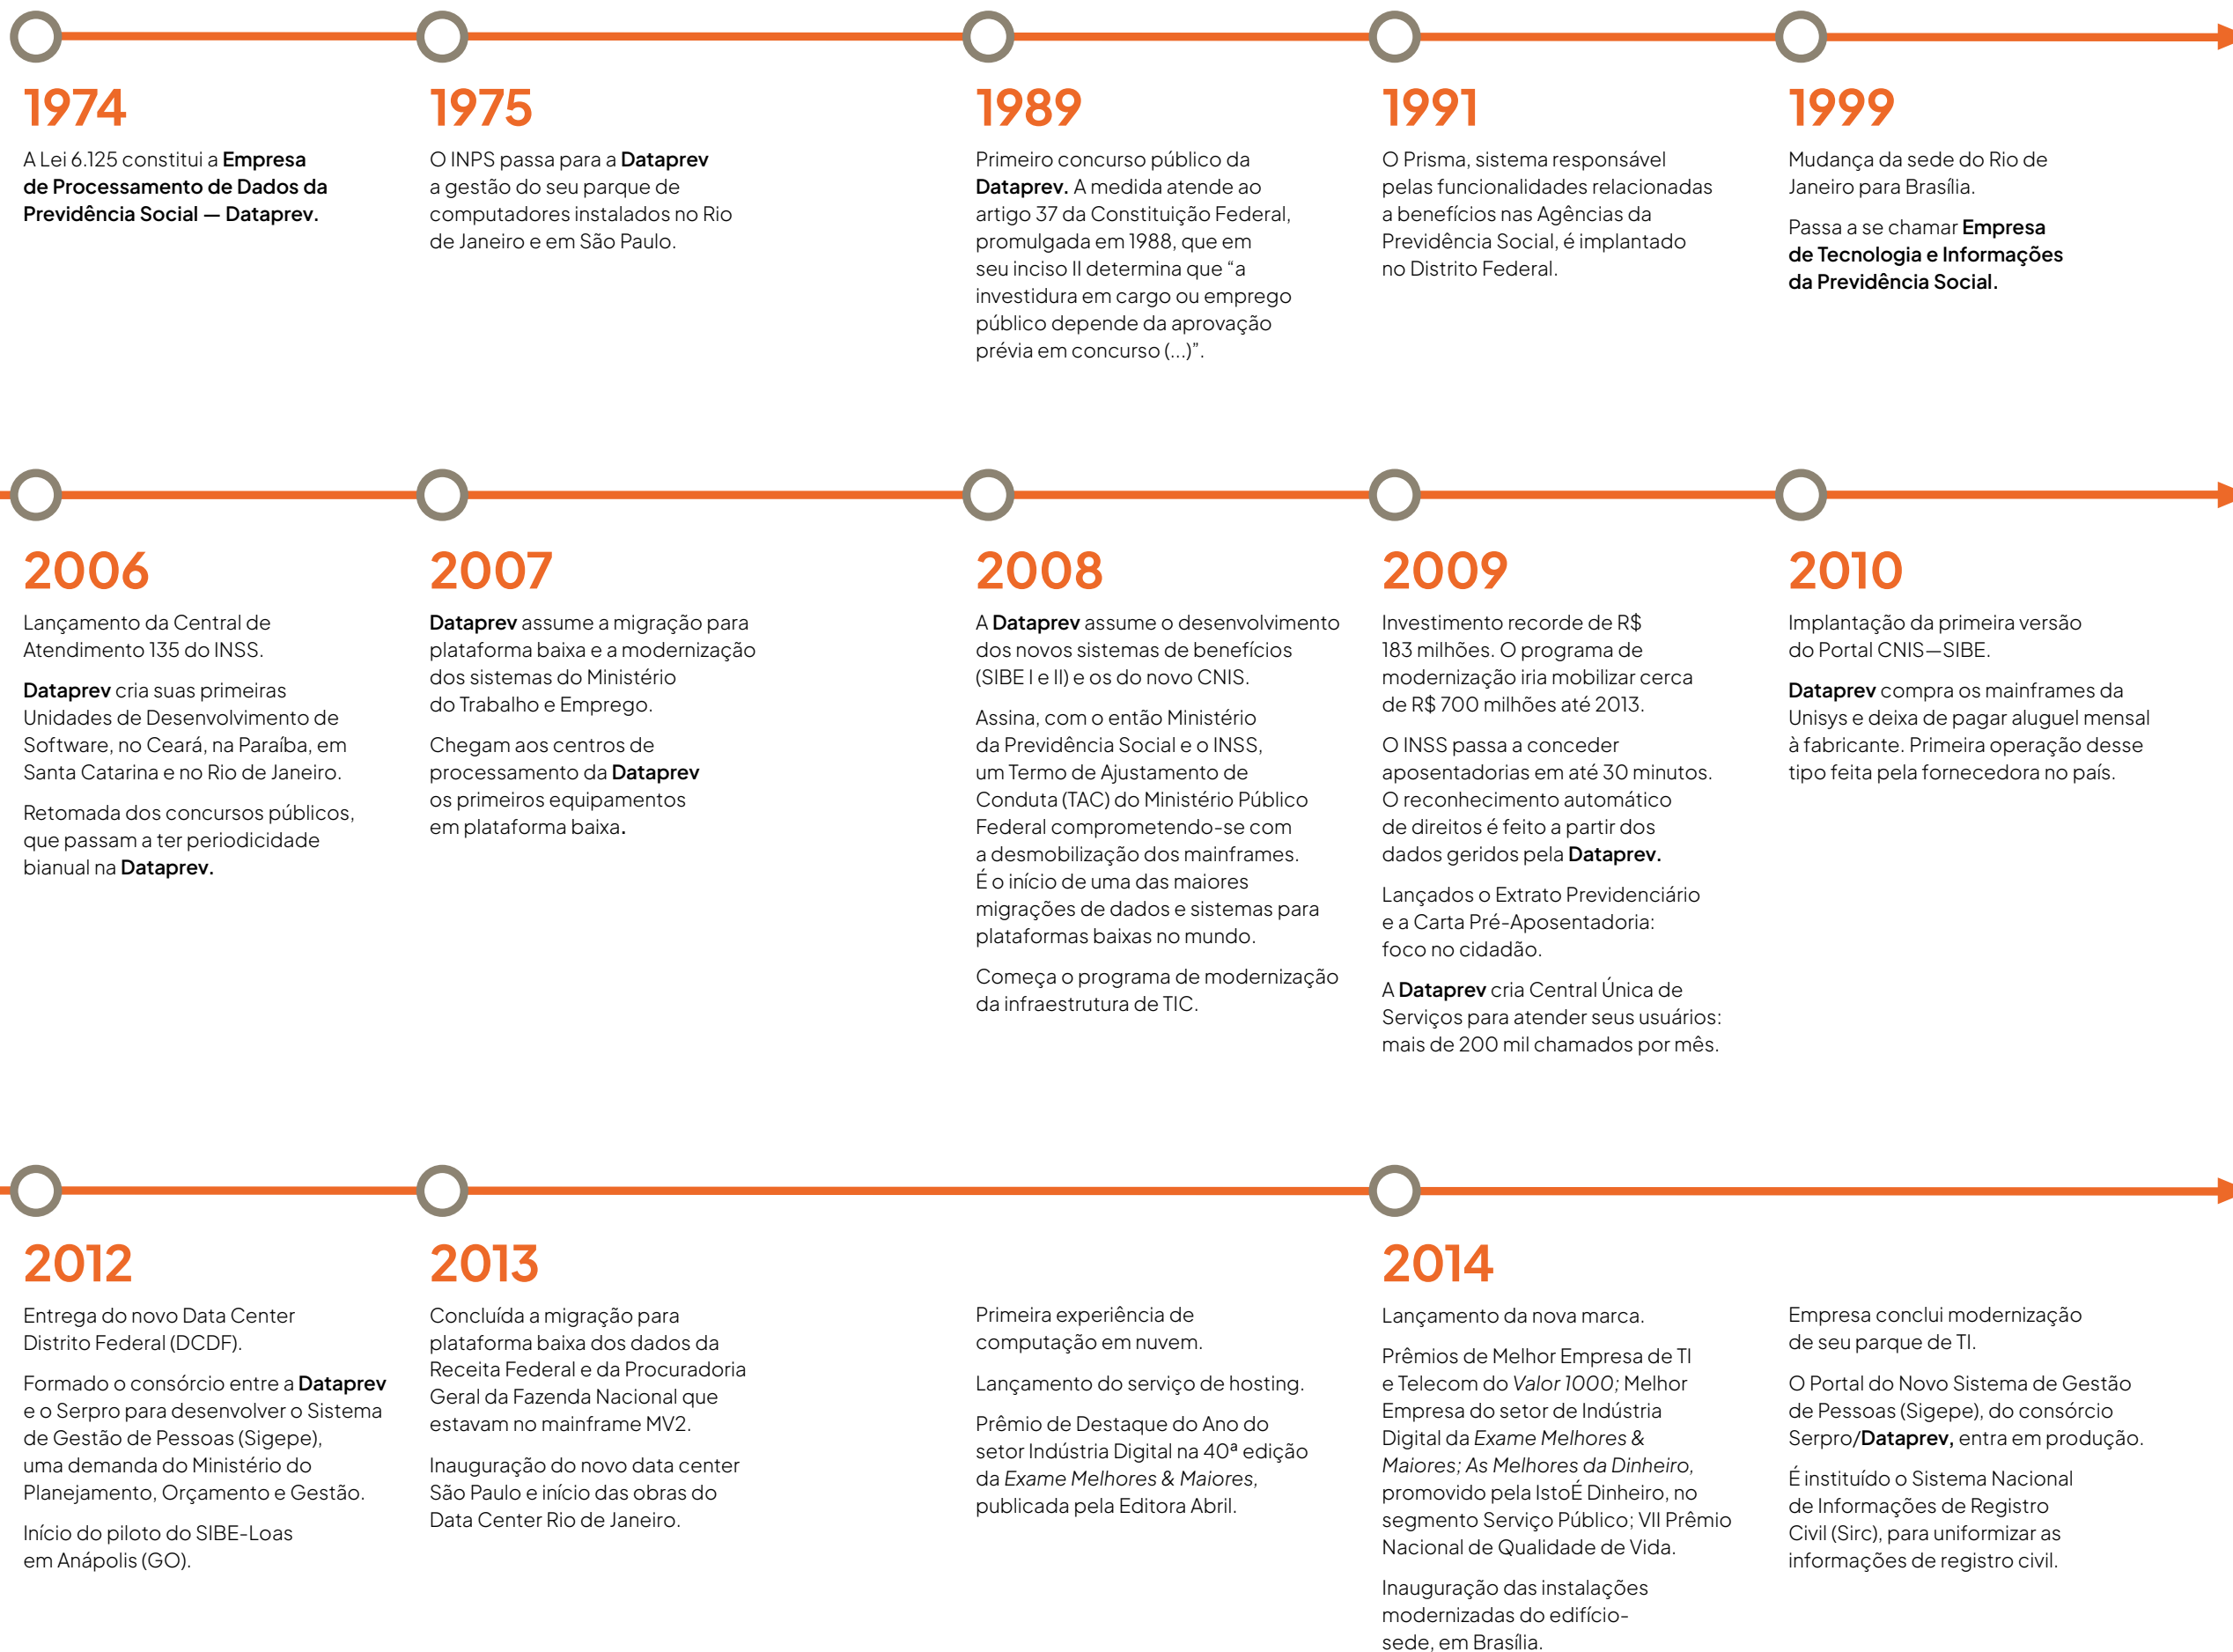 1974
A Lei 6.125 constitui a Empresa
de Processamento de Dados da
Previdência Social — Dataprev.
1975
O INPS passa para a Dataprev
a gestão do seu parque de
computadores instalados no Rio
de Janeiro e em São Paulo.
1989
Primeiro concurso público da
Dataprev. A medida atende ao
artigo 37 da Constituição Federal,
promulgada em 1988, que em
seu inciso II determina que “a
investidura em cargo ou emprego
público depende da aprovação
prévia em concurso (...)”.
1991
O Prisma, sistema responsável
pelas funcionalidades relacionadas
a benefícios nas Agências da
Previdência Social, é implantado
no Distrito Federal.
1999
Mudança da sede do Rio de
Janeiro para Brasília.
Passa a se chamar Empresa
de Tecnologia e Informações
da Previdência Social.
2006
Lançamento da Central de
Atendimento 135 do INSS.
Dataprev cria suas primeiras
Unidades de Desenvolvimento de
Software, no Ceará, na Paraíba, em
Santa Catarina e no Rio de Janeiro.
Retomada dos concursos públicos,
que passam a ter periodicidade
bianual na Dataprev.
2007
Dataprev assume a migração para
plataforma baixa e a modernização
dos sistemas do Ministério
do Trabalho e Emprego.
Chegam aos centros de
processamento da Dataprev
os primeiros equipamentos
em plataforma baixa.
2008
A Dataprev assume o desenvolvimento
dos novos sistemas de benefícios
(SIBE I e II) e os do novo CNIS.
Assina, com o então Ministério
da Previdência Social e o INSS,
um Termo de Ajustamento de
Conduta (TAC) do Ministério Público
Federal comprometendo-se com
a desmobilização dos mainframes.
É o início de uma das maiores
migrações de dados e sistemas para
plataformas baixas no mundo.
Começa o programa de modernização
da infraestrutura de TIC.
2009
Investimento recorde de R$
183 milhões. O programa de
modernização iria mobilizar cerca
de R$ 700 milhões até 2013.
O INSS passa a conceder
aposentadorias em até 30 minutos.
O reconhecimento automático
de direitos é feito a partir dos
dados geridos pela Dataprev.
Lançados o Extrato Previdenciário
e a Carta Pré-Aposentadoria:
foco no cidadão.
A Dataprev cria Central Única de
Serviços para atender seus usuários:
mais de 200 mil chamados por mês.
2010
Implantação da primeira versão
do Portal CNIS—SIBE.
Dataprev compra os mainframes da
Unisys e deixa de pagar aluguel mensal
à fabricante. Primeira operação desse
tipo feita pela fornecedora no país.
2012
Entrega do novo Data Center
Distrito Federal (DCDF).
Formado o consórcio entre a Dataprev
e o Serpro para desenvolver o Sistema
de Gestão de Pessoas (Sigepe),
uma demanda do Ministério do
Planejamento, Orçamento e Gestão.
Início do piloto do SIBE-Loas
em Anápolis (GO).
2013
Concluída a migração para
plataforma baixa dos dados da
Receita Federal e da Procuradoria
Geral da Fazenda Nacional que
estavam no mainframe MV2.
Inauguração do novo data center
São Paulo e início das obras do
Data Center Rio de Janeiro.
Primeira experiência de
computação em nuvem.
Lançamento do serviço de hosting.
Prêmio de Destaque do Ano do
setor Indústria Digital na 40ª edição
da Exame Melhores & Maiores,
publicada pela Editora Abril.
2014
Lançamento da nova marca.
Prêmios de Melhor Empresa de TI
e Telecom do Valor 1000; Melhor
Empresa do setor de Indústria
Digital da Exame Melhores &
Maiores; As Melhores da Dinheiro,
promovido pela IstoÉ Dinheiro, no
segmento Serviço Público; VII Prêmio
Nacional de Qualidade de Vida.
Inauguração das instalações
modernizadas do edifício-
sede, em Brasília.
Empresa conclui modernização
de seu parque de TI.
O Portal do Novo Sistema de Gestão
de Pessoas (Sigepe), do consórcio
Serpro/Dataprev, entra em produção.
É instituído o Sistema Nacional
de Informações de Registro
Civil (Sirc), para uniformizar as
informações de registro civil.